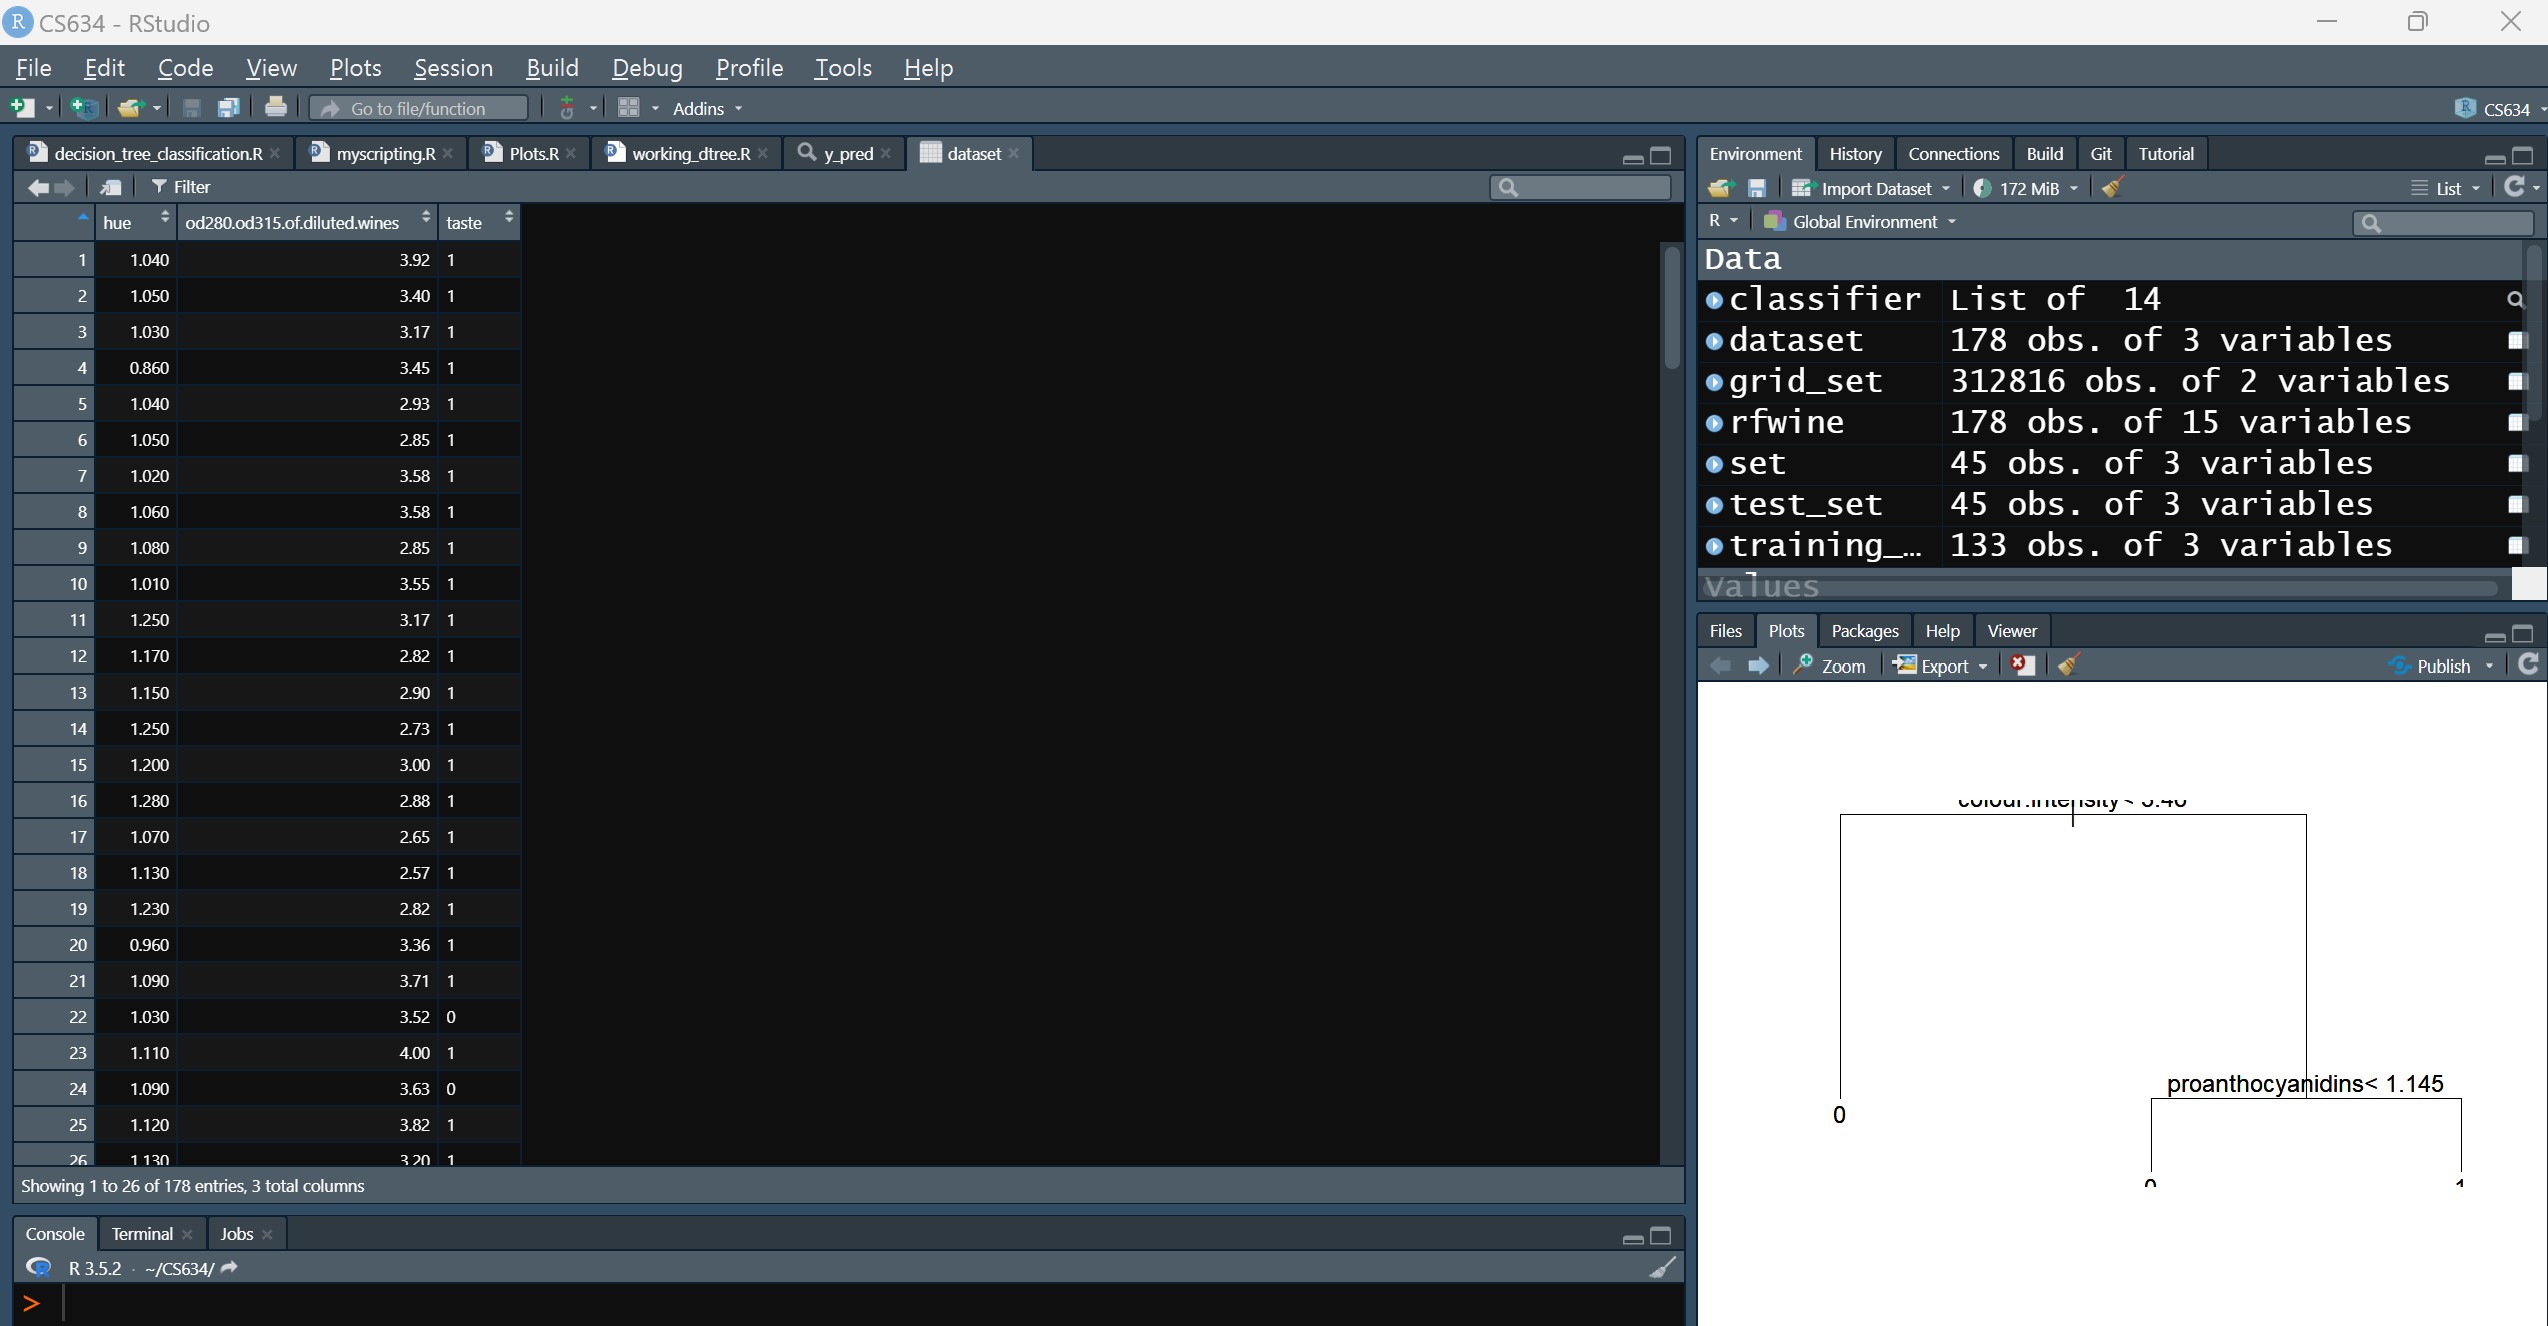 CS634 - RStudio
File Edit Code View Plots Session Build Debug Profile Tools Help
Go to file/function Addins CS634
decision_tree_classification.R myscripting.R Plots.R working_dtree.R y_pred dataset
Filter
hue od280.od315.of.diluted.wines taste
1 1.040 3.92 1
2 1.050 3.40 1
3 1.030 3.17 1
4 0.860 3.45 1
5 1.040 2.93 1
6 1.050 2.85 1
7 1.020 3.58 1
8 1.060 3.58 1
9 1.080 2.85 1
10 1.010 3.55 1
11 1.250 3.17 1
12 1.170 2.82 1
13 1.150 2.90 1
14 1.250 2.73 1
15 1.200 3.00 1
16 1.280 2.88 1
17 1.070 2.65 1
18 1.130 2.57 1
19 1.230 2.82 1
20 0.960 3.36 1
21 1.090 3.71 1
22 1.030 3.52 0
23 1.110 4.00 1
24 1.090 3.63 0
25 1.120 3.82 1
26 1.130 3.20 1
Showing 1 to 26 of 178 entries, 3 total columns
Console Terminal Jobs
R 3.5.2 · ~/CS634/
>
Environment History Connections Build Git Tutorial
Import Dataset 172 MiB List
R Global Environment
Data
classifier List of 14
dataset 178 obs. of 3 variables
grid_set 312816 obs. of 2 variables
rfwine 178 obs. of 15 variables
set 45 obs. of 3 variables
test_set 45 obs. of 3 variables
training_… 133 obs. of 3 variables
Values
Files Plots Packages Help Viewer
Zoom Export Publish
colour.intensity<
proanthocyanidins< 1.145
0
0 1